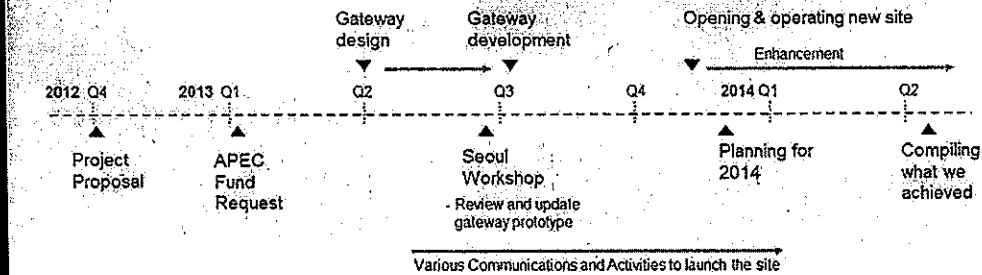 Gateway
design
Gateway
development
Opening & operating new site
Enhancement
2012 Q4
2013 Q1
Q2
Q3
Q4
2014 Q1
Q2
Project
Proposal
APEC
Fund
Request
Seoul
Workshop
- Review and update
gateway prototype
Planning for
2014
Compiling
what we
achieved
Various Communications and Activities to launch the site